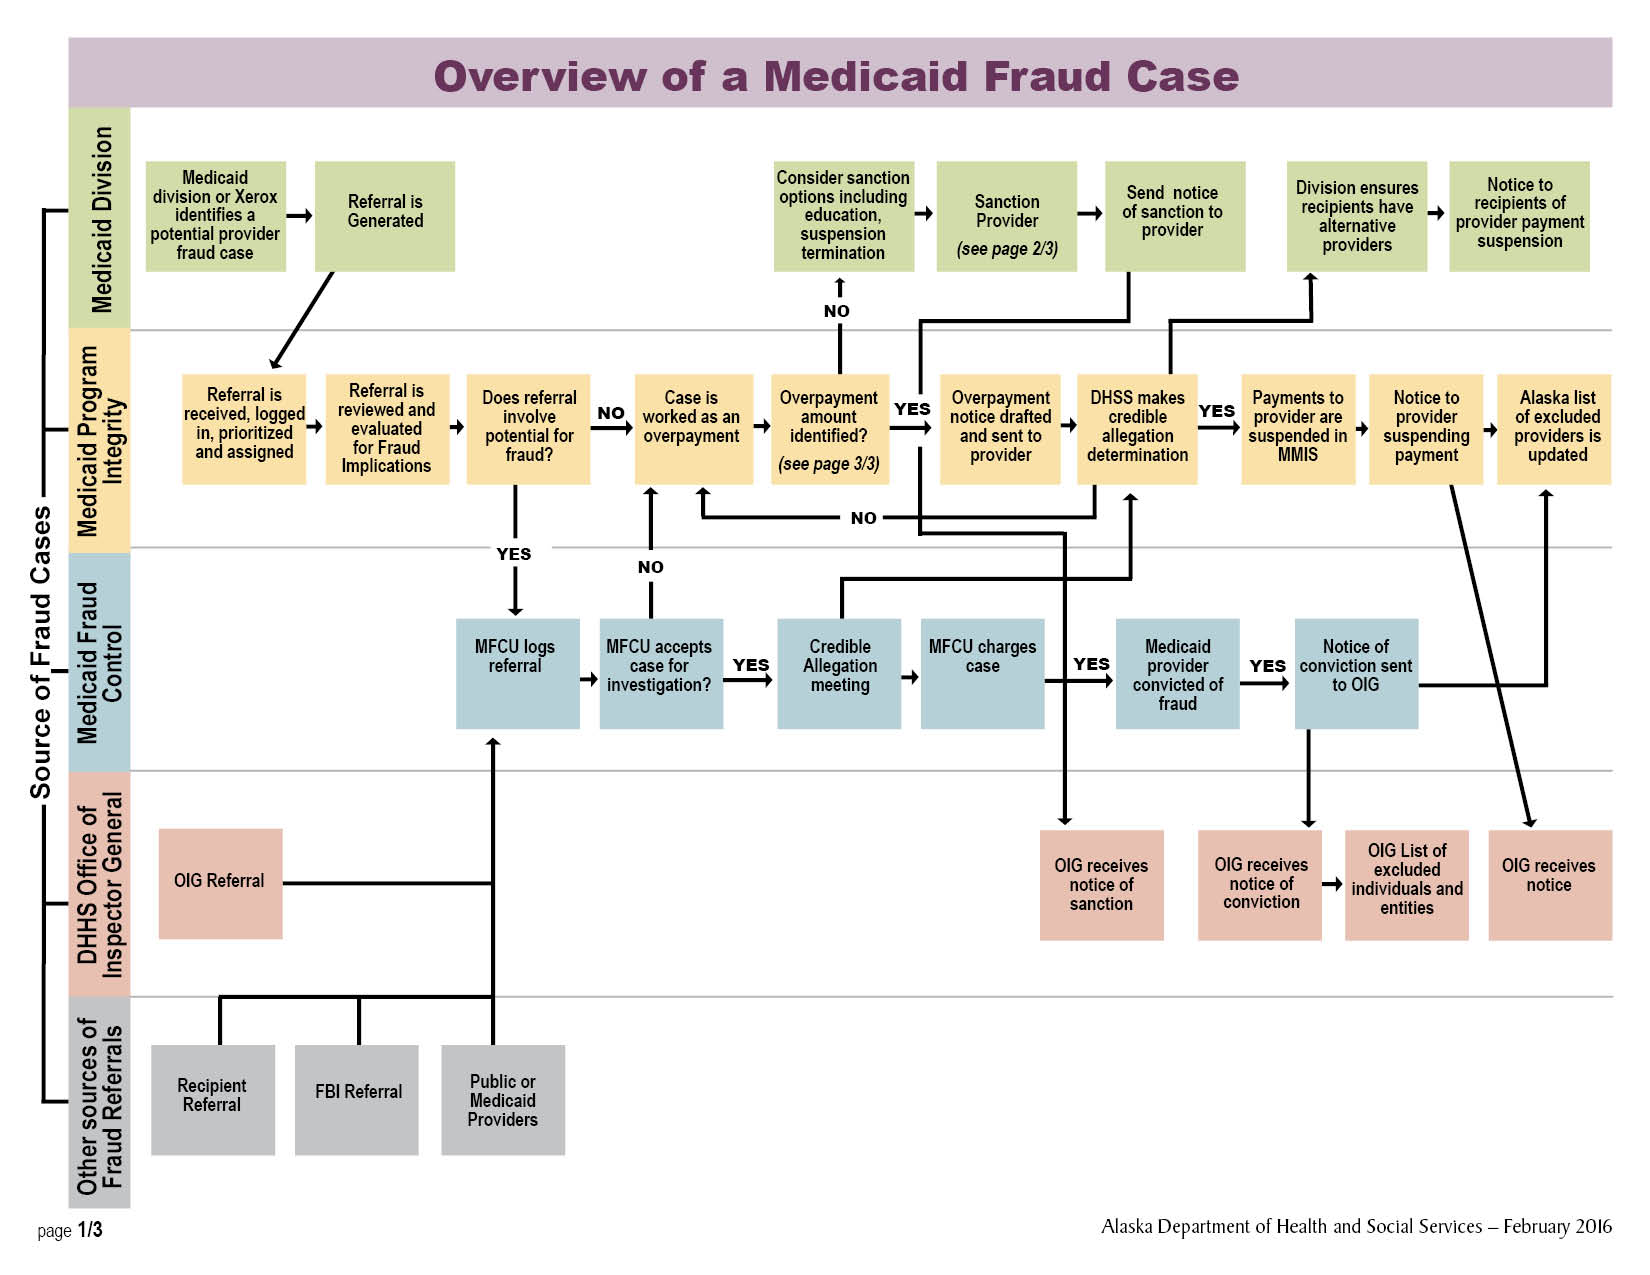 Overview of a Medicaid Fraud Case
Source of Fraud Cases
Medicaid Division
Medicaid
division or Xerox
identifies a
potential provider
fraud case
Referral is
Generated
Consider sanction
options including
education,
suspension
termination
Sanction
Provider
(see page 2/3)
Send notice
of sanction to
provider
Division ensures
recipients have
alternative
providers
Notice to
recipients of
provider payment
suspension
NO
Medicaid Program
Integrity
Referral is
received, logged
in, prioritized
and assigned
Referral is
reviewed and
evaluated
for Fraud
Implications
Does referral
involve
potential for
fraud?
NO
Case is
worked as an
overpayment
Overpayment
amount
identified?
(see page 3/3)
YES
Overpayment
notice drafted
and sent to
provider
DHSS makes
credible
allegation
determination
YES
Payments to
provider are
suspended in
MMIS
Notice to
provider
suspending
payment
Alaska list
of excluded
providers is
updated
NO
YES
NO
Medicaid Fraud
Control
MFCU logs
referral
MFCU accepts
case for
investigation?
YES
Credible
Allegation
meeting
MFCU charges
case
YES
Medicaid
provider
convicted of
fraud
YES
Notice of
conviction sent
to OIG
DHHS Office of
Inspector General
OIG Referral
OIG receives
notice of
sanction
OIG receives
notice of
conviction
OIG List of
excluded
individuals and
entities
OIG receives
notice
Other sources of
Fraud Referrals
Recipient
Referral
FBI Referral
Public or
Medicaid
Providers
page 1/3
Alaska Department of Health and Social Services – February 2016